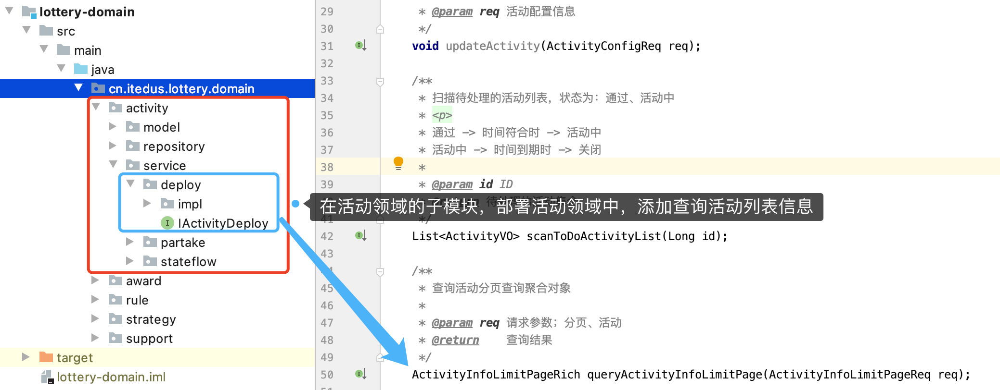 lottery-domain
src
main
java
cn.itedus.lottery.domain
activity
model
repository
service
deploy
impl
I IActivityDeploy
partake
stateflow
award
rule
strategy
support
target
lottery-domain.iml
29 * @param req 活动配置信息
30 */
31 void updateActivity(ActivityConfigReq req);
32
33 /**
34 * 扫描待处理的活动列表，状态为：通过、活动中
35 * <p>
36 * 通过 -> 时间符合时 -> 活动中
37 * 活动中 -> 时间到期时 -> 关闭
38 *
39 * @param id ID
在活动领域的子模块，部署活动领域中，添加查询活动列表信息
41 */
42 List<ActivityVO> scanToDoActivityList(Long id);
43
/**
45 * 查询活动分页查询聚合对象
46 *
47 * @param req 请求参数；分页、活动
48 * @return 查询结果
49 */
50 ActivityInfoLimitPageRich queryActivityInfoLimitPage(ActivityInfoLimitPageReq req);